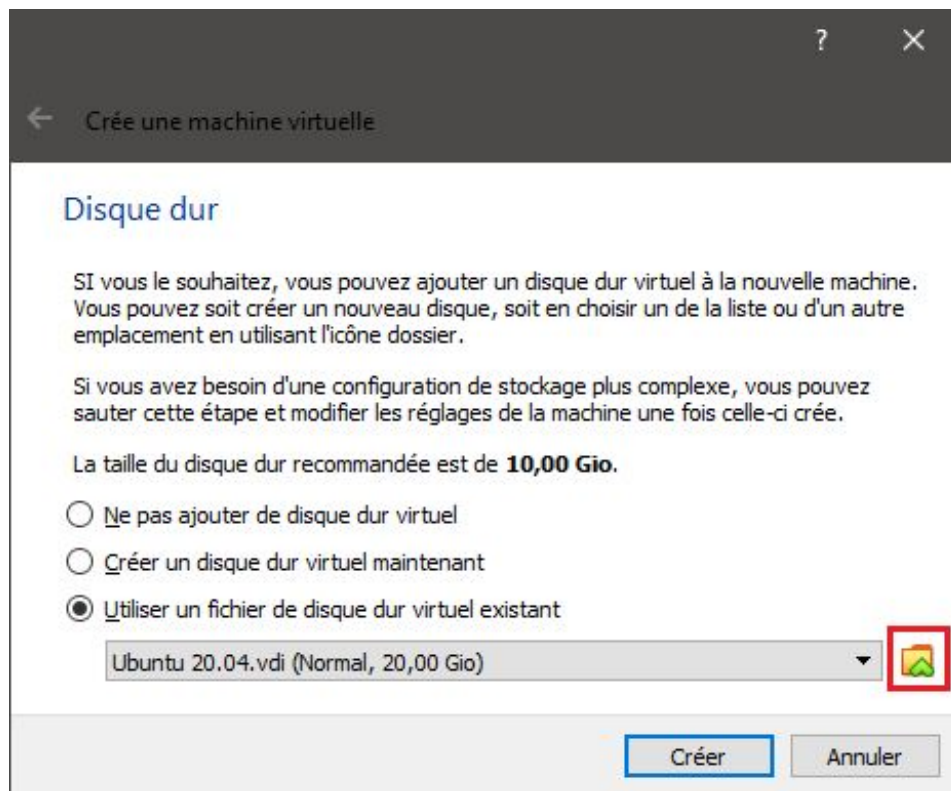 ?
Crée une machine virtuelle
Disque dur
SI vous le souhaitez, vous pouvez ajouter un disque dur virtuel à la nouvelle machine.
Vous pouvez soit créer un nouveau disque, soit en choisir un de la liste ou d'un autre
emplacement en utilisant l'icône dossier.
Si vous avez besoin d'une configuration de stockage plus complexe, vous pouvez
sauter cette étape et modifier les réglages de la machine une fois celle-ci crée.
La taille du disque dur recommandée est de 10,00 Gio.
Ne pas ajouter de disque dur virtuel
Créer un disque dur virtuel maintenant
Utiliser un fichier de disque dur virtuel existant
Ubuntu 20.04.vdi (Normal, 20,00 Gio)
Créer Annuler